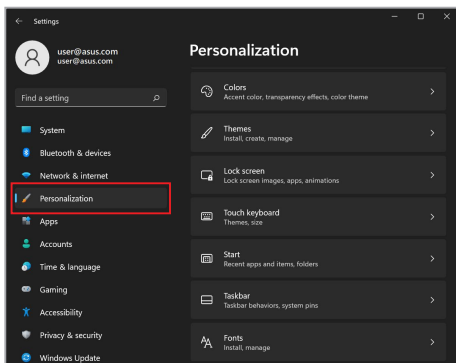 Settings
user@asus.com
user@asus.com
Find a setting
System
Bluetooth & devices
Network & internet
Personalization
Apps
Accounts
Time & language
Gaming
Accessibility
Privacy & security
Windows Update
Personalization
Colors
Accent color, transparency effects, color theme
Themes
Install, create, manage
Lock screen
Lock screen images, apps, animations
Touch keyboard
Themes, size
Start
Recent apps and items, folders
Taskbar
Taskbar behaviors, system pins
Fonts
Install, manage